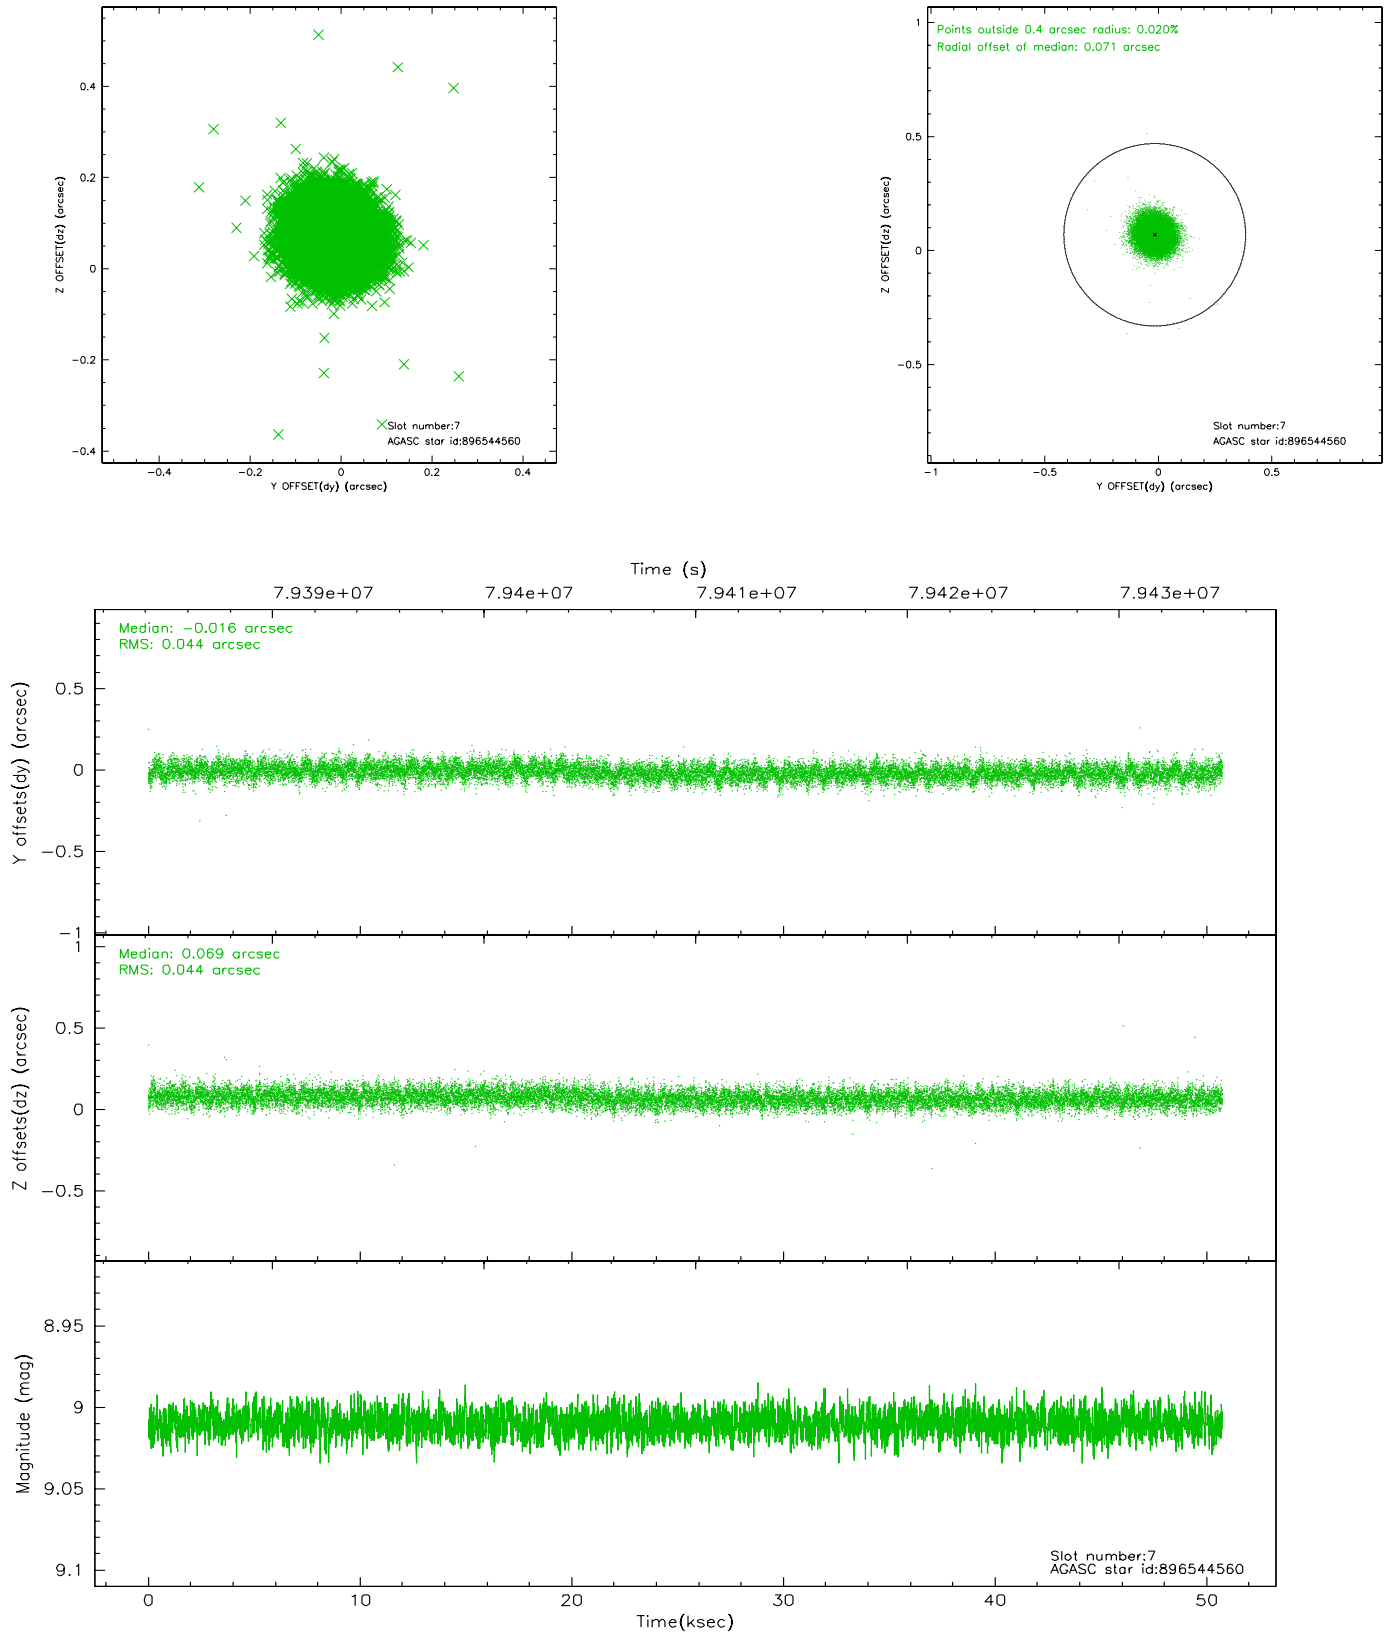 0.4
0.2
0
−0.2
−0.4
Z OFFSET(dz) (arcsec)
−0.4
−0.2
0
0.2
0.4
Y OFFSET(dy) (arcsec)
Slot number:7
AGASC star id:896544560
Points outside 0.4 arcsec radius: 0.020%
Radial offset of median: 0.071 arcsec
1
0.5
0
−0.5
Z OFFSET(dz) (arcsec)
−1
−0.5
0
0.5
Y OFFSET(dy) (arcsec)
Slot number:7
AGASC star id:896544560
Time (s)
7.939e+07
7.94e+07
7.941e+07
7.942e+07
7.943e+07
Median: −0.016 arcsec
RMS: 0.044 arcsec
0.5
0
−0.5
−1
Y offsets(dy) (arcsec)
Median: 0.069 arcsec
RMS: 0.044 arcsec
1
0.5
0
−0.5
Z offsets(dz) (arcsec)
8.95
9
9.05
9.1
Magnitude (mag)
Slot number:7
AGASC star id:896544560
0
10
20
30
40
50
Time(ksec)